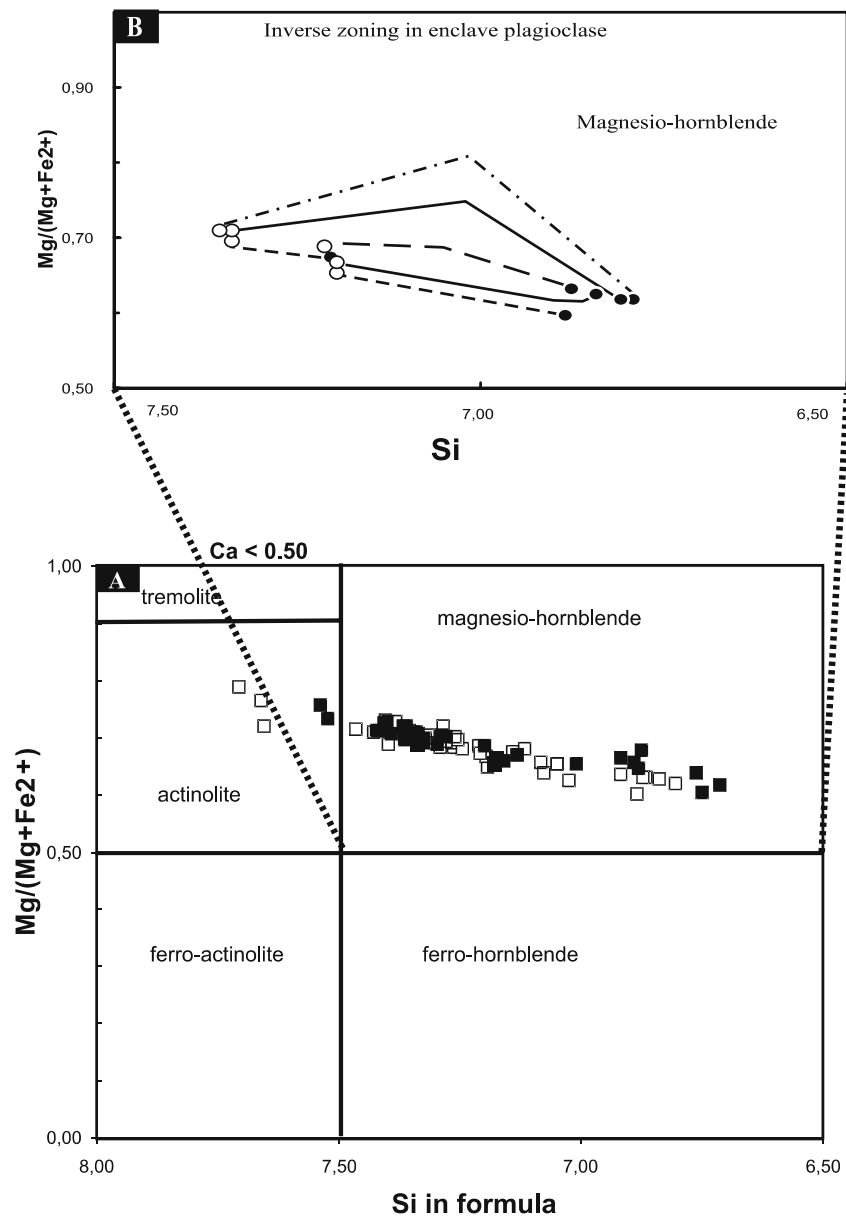 B
Inverse zoning in enclave plagioclase
0,90
Magnesio-hornblende
Mg/(Mg+Fe2+)
0,70
0,50
7,50
7,00
6,50
Si
Ca < 0.50
1,00
A
tremolite
magnesio-hornblende
Mg/(Mg+Fe2+)
actinolite
0,50
ferro-actinolite
ferro-hornblende
0,00
8,00
7,50
7,00
6,50
Si in formula